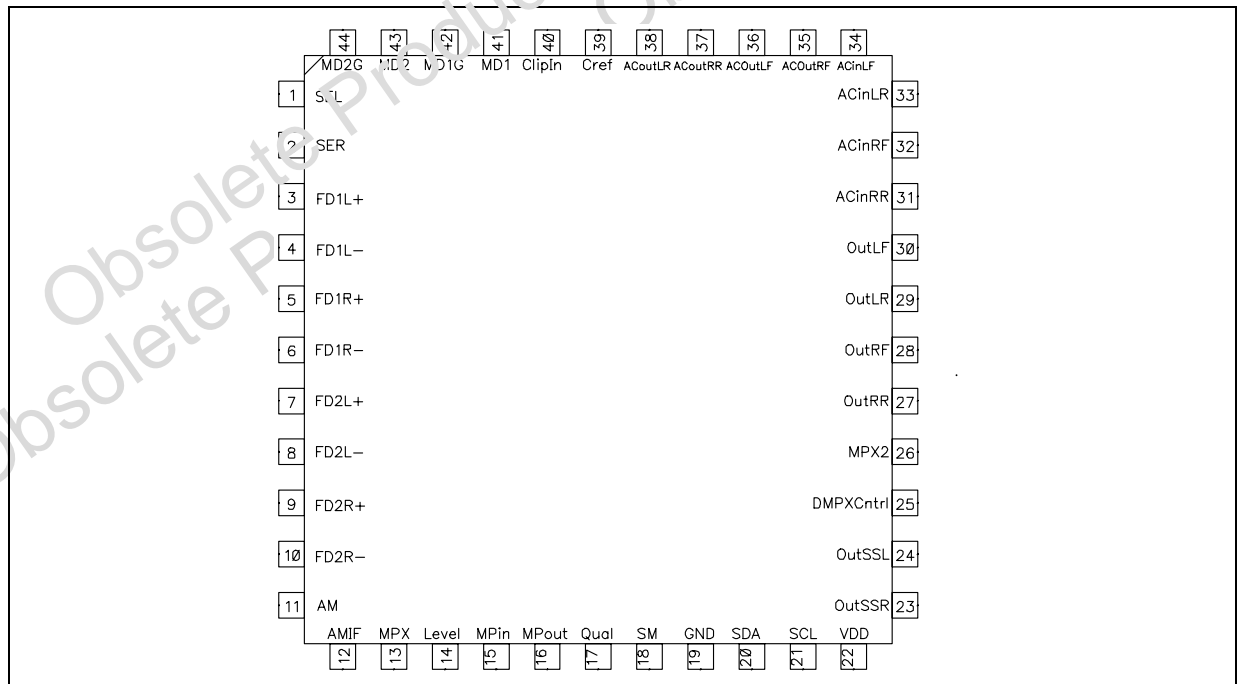 44 43 42 41 40 39 38 37 36 35 34
MD2G MD2 MD1G MD1 ClipIn Cref ACoutLR ACoutRR ACOutLF ACOutRF ACinLF
1 SEL ACinLR 33
2 SER ACinRF 32
3 FD1L+ ACinRR 31
4 FD1L− OutLF 30
5 FD1R+ OutLR 29
6 FD1R− OutRF 28
7 FD2L+ OutRR 27
8 FD2L− MPX2 26
9 FD2R+ DMPXCntrl 25
10 FD2R− OutSSL 24
11 AM OutSSR 23
AMIF MPX Level MPin MPout Qual SM GND SDA SCL VDD
12 13 14 15 16 17 18 19 20 21 22
Obsolete Produc
Obsolete P